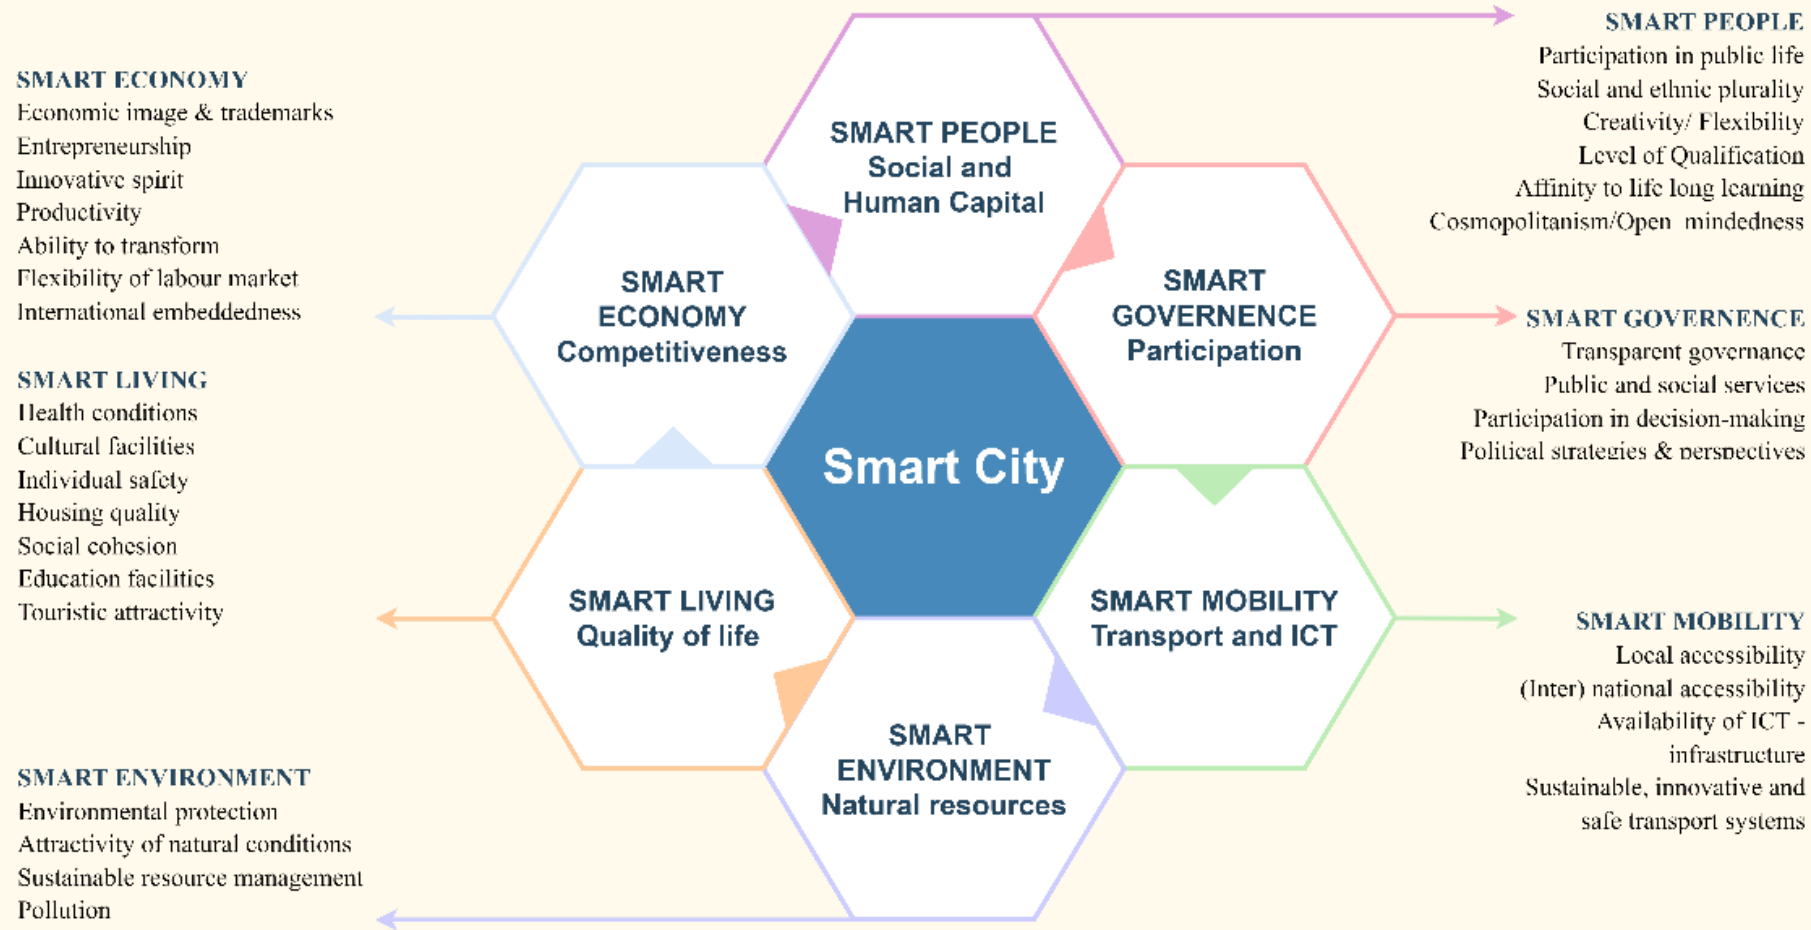 SMART ECONOMY
Economic image & trademarks
Entrepreneurship
Innovative spirit
Productivity
Ability to transform
Flexibility of labour market
International embeddedness
SMART LIVING
Health conditions
Cultural facilities
Individual safety
Housing quality
Social cohesion
Education facilities
Touristic attractivity
SMART ENVIRONMENT
Environmental protection
Attractivity of natural conditions
Sustainable resource management
Pollution
SMART PEOPLE
Social and
Human Capital
SMART
ECONOMY
Competitiveness
SMART
GOVERNENCE
Participation
Smart City
SMART LIVING
Quality of life
SMART MOBILITY
Transport and ICT
SMART
ENVIRONMENT
Natural resources
SMART PEOPLE
Participation in public life
Social and ethnic plurality
Creativity/ Flexibility
Level of Qualification
Affinity to life long learning
Cosmopolitanism/Open mindedness
SMART GOVERNENCE
Transparent governance
Public and social services
Participation in decision-making
Political strategies & perspectives
SMART MOBILITY
Local accessibility
(Inter) national accessibility
Availability of ICT -
infrastructure
Sustainable, innovative and
safe transport systems